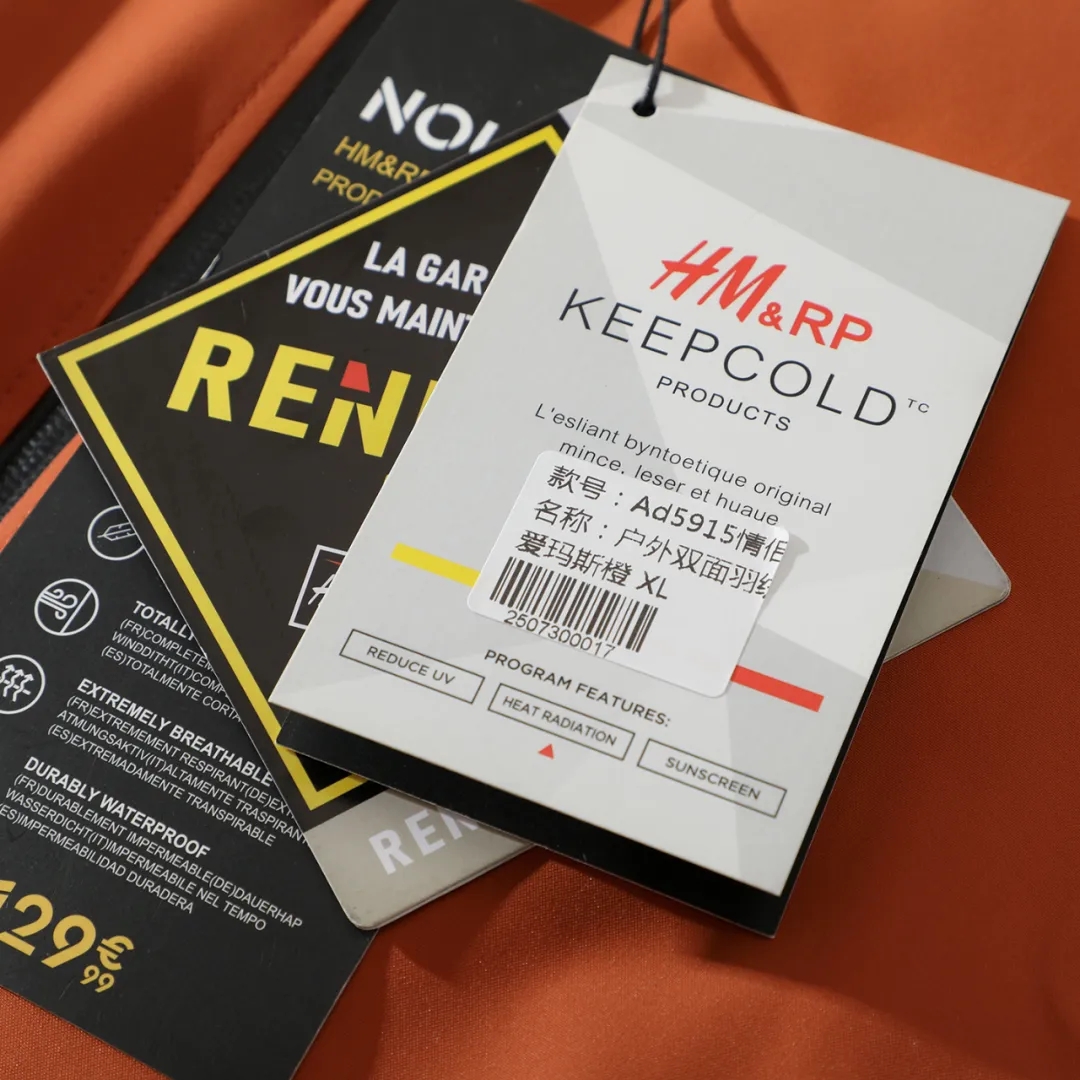 HM&RP
KEEPCOLD TC
PRODUCTS
L'esliant byntoetique original
mince. leser et huaue
款号:Ad5915情侣
名称:户外双面羽
爱玛斯橙 XL
2507300017
PROGRAM FEATURES:
REDUCE UV
HEAT RADIATION
SUNSCREEN
LA GAR
VOUS MAINT
REN
REN
NOU
HM&RP
PROD
TOTALLY
(FR)COMPLETEM
WINDDITHT(IT)COMP
(ES)TOTALMENTE CORTA
EXTREMELY BREATHABLE
(FR)EXTREMEMENT RESPIRANT(DE)EX
ATMUNGSAKTIV(IT)ALTAMENTE TRASPIRANT
(ES)EXTREMADAMENTE TRANSPIRABLE
DURABLY WATERPROOF
(FR)DURABLEMENT IMPERMEABLE(DE)DAUERHAP
WASSERDICHT(IT)IMPERMEABILE NEL TEMPO
(ES)IMPERMEABILIDAD DURADERA
129€99